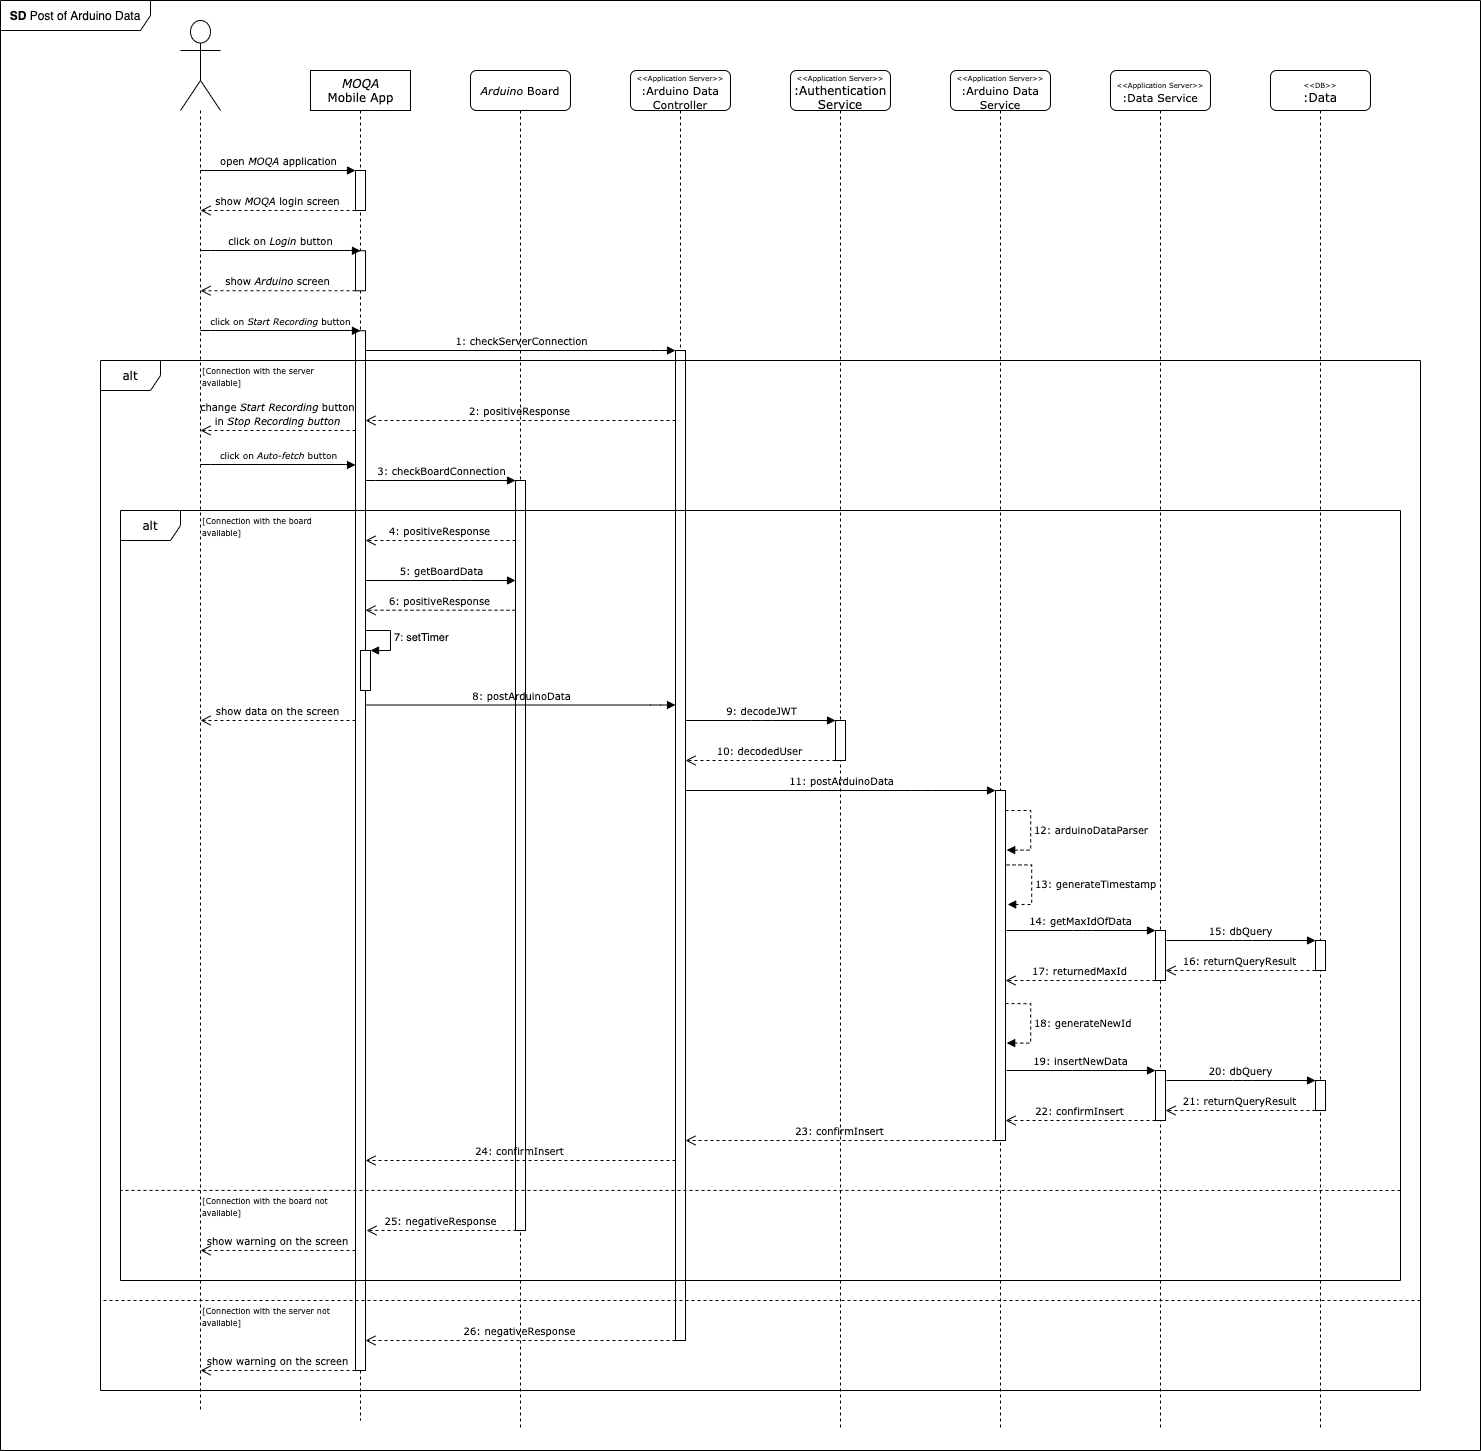 SD Post of Arduino Data
MOQA
Mobile App
Arduino Board
<<Application Server>>
:Arduino Data
Controller
<<Application Server>>
:Authentication
Service
<<Application Server>>
:Arduino Data
Service
<<Application Server>>
:Data Service
<<DB>>
:Data
open MOQA application
show MOQA login screen
click on Login button
show Arduino screen
click on Start Recording button
1: checkServerConnection
alt
[Connection with the server
available]
change Start Recording button
in Stop Recording button
2: positiveResponse
click on Auto-fetch button
3: checkBoardConnection
alt
[Connection with the board
available]
4: positiveResponse
5: getBoardData
6: positiveResponse
7: setTimer
8: postArduinoData
show data on the screen
9: decodeJWT
10: decodedUser
11: postArduinoData
12: arduinoDataParser
13: generateTimestamp
14: getMaxIdOfData
15: dbQuery
16: returnQueryResult
17: returnedMaxId
18: generateNewId
19: insertNewData
20: dbQuery
21: returnQueryResult
22: confirmInsert
23: confirmInsert
24: confirmInsert
[Connection with the board not
available]
25: negativeResponse
show warning on the screen
[Connection with the server not
available]
26: negativeResponse
show warning on the screen